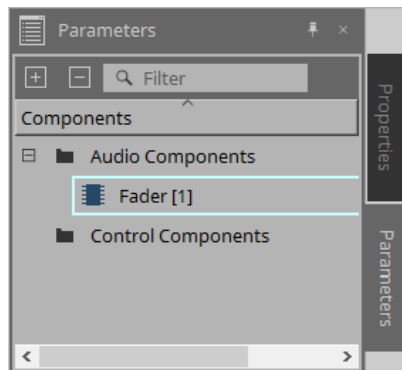 Parameters
Filter
Components
Audio Components
Fader [1]
Control Components
Properties
Parameters